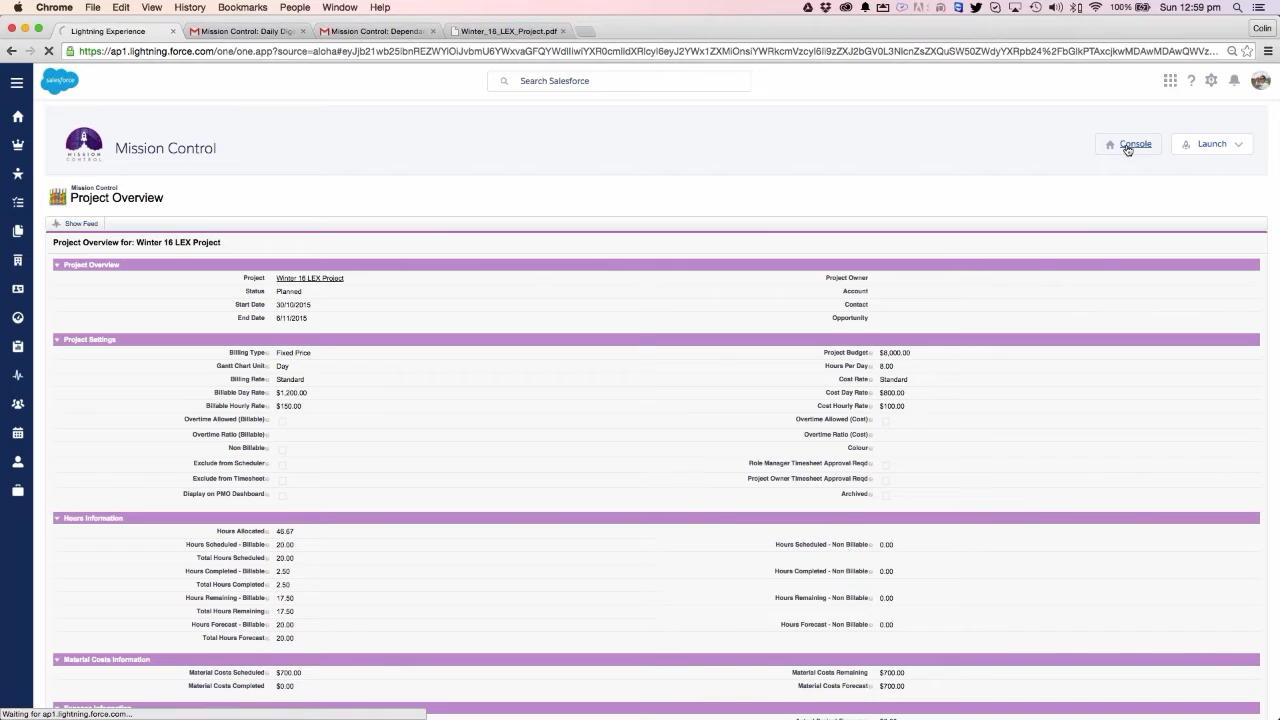 Chrome File Edit View History Bookmarks People Window Help
100% Sun 12:59 pm
Lightning Experience
Mission Control: Daily Dig
Mission Control: Dependa
Winter_16_LEX_Project.pdf
Colin
salesforce
Search Salesforce
MISSION CONTROL
Mission Control
Console
Launch
Mission Control
Project Overview
Show Feed
Project Overview for: Winter 16 LEX Project
Project Overview
Project Winter 16 LEX Project Project Owner
Status Planned Account
Start Date 30/10/2015 Contact
End Date 6/11/2015 Opportunity
Project Settings
Billing Type Fixed Price Project Budget $8,000.00
Gantt Chart Unit Day Hours Per Day 8.00
Billing Rate Standard Cost Rate Standard
Billable Day Rate $1,200.00 Cost Day Rate $800.00
Billable Hourly Rate $150.00 Cost Hourly Rate $100.00
Overtime Allowed (Billable) Overtime Allowed (Cost)
Overtime Ratio (Billable) Overtime Ratio (Cost)
Non Billable Colour
Exclude from Scheduler Role Manager Timesheet Approval Reqd
Exclude from Timesheet Project Owner Timesheet Approval Reqd
Display on PMO Dashboard Archived
Hours Information
Hours Allocated 46.67
Hours Scheduled - Billable 20.00 Hours Scheduled - Non Billable 0.00
Total Hours Scheduled 20.00
Hours Completed - Billable 2.50 Hours Completed - Non Billable 0.00
Total Hours Completed 2.50
Hours Remaining - Billable 17.50 Hours Remaining - Non Billable 0.00
Total Hours Remaining 17.50
Hours Forecast - Billable 20.00 Hours Forecast - Non Billable 0.00
Total Hours Forecast 20.00
Material Costs Information
Material Costs Scheduled $700.00 Material Costs Remaining $700.00
Material Costs Completed $0.00 Material Costs Forecast $700.00
Waiting for ap1.lightning.force.com...